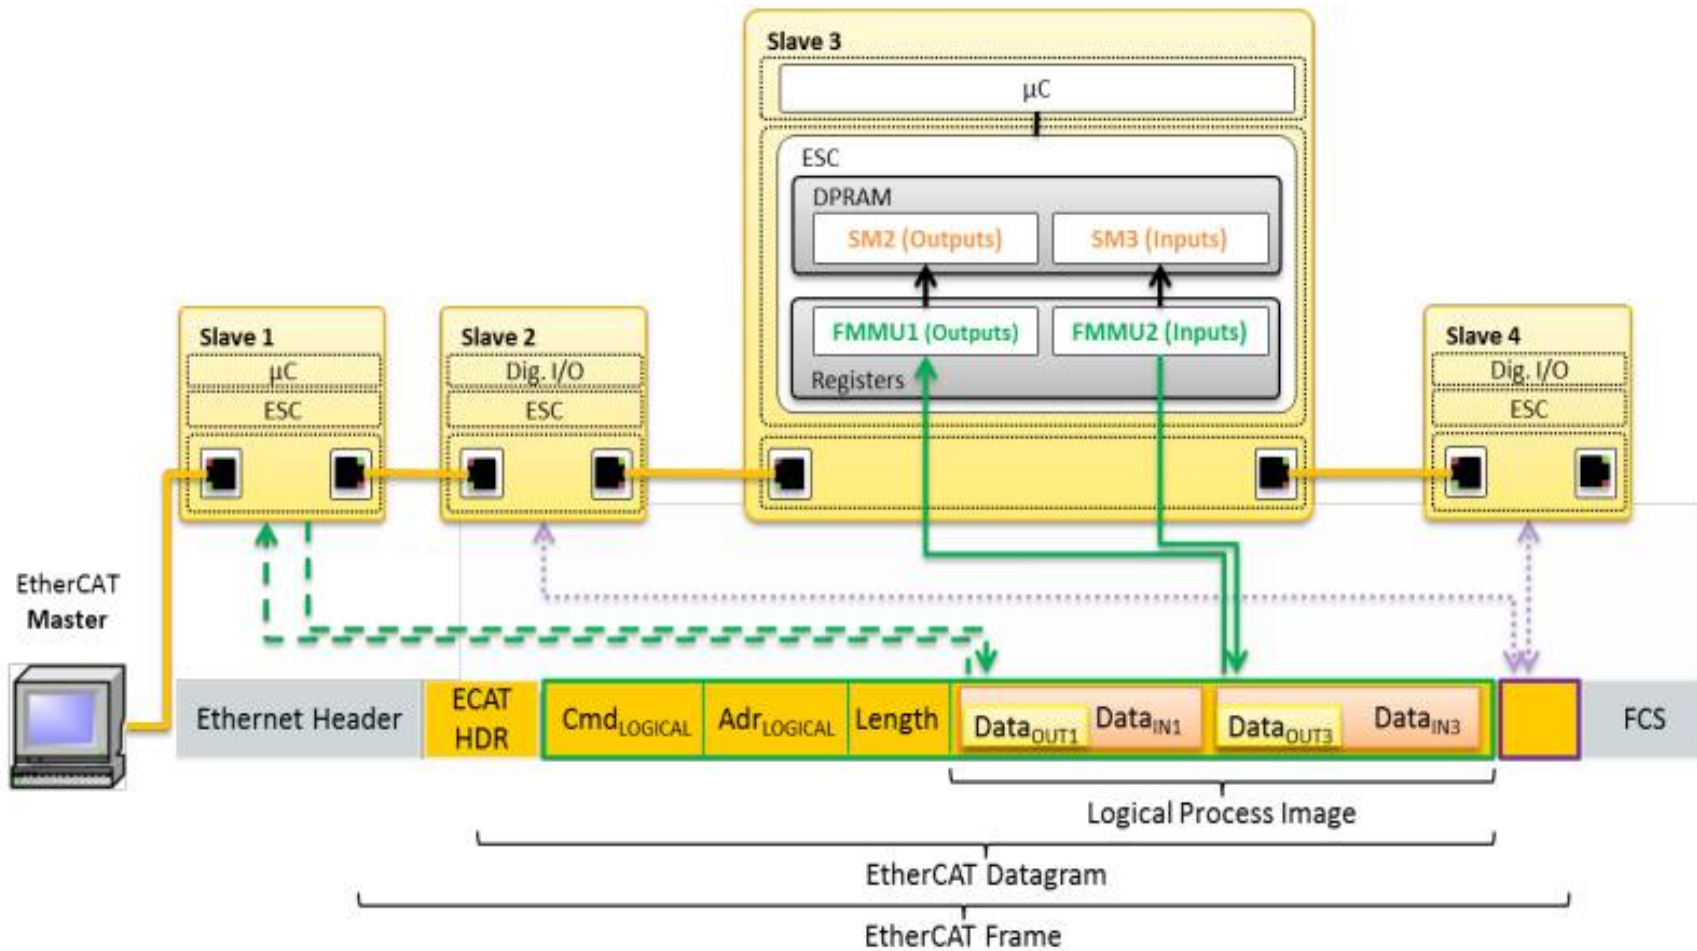 Slave 3
µC
ESC
DPRAM
SM2 (Outputs)
SM3 (Inputs)
FMMU1 (Outputs)
FMMU2 (Inputs)
Registers
Slave 1
µC
ESC
Slave 2
Dig. I/O
ESC
Slave 4
Dig. I/O
ESC
EtherCAT
Master
Ethernet Header
ECAT
HDR
CmdLOGICAL
AdrLOGICAL
Length
DataOUT1
DataIN1
DataOUT3
DataIN3
FCS
Logical Process Image
EtherCAT Datagram
EtherCAT Frame